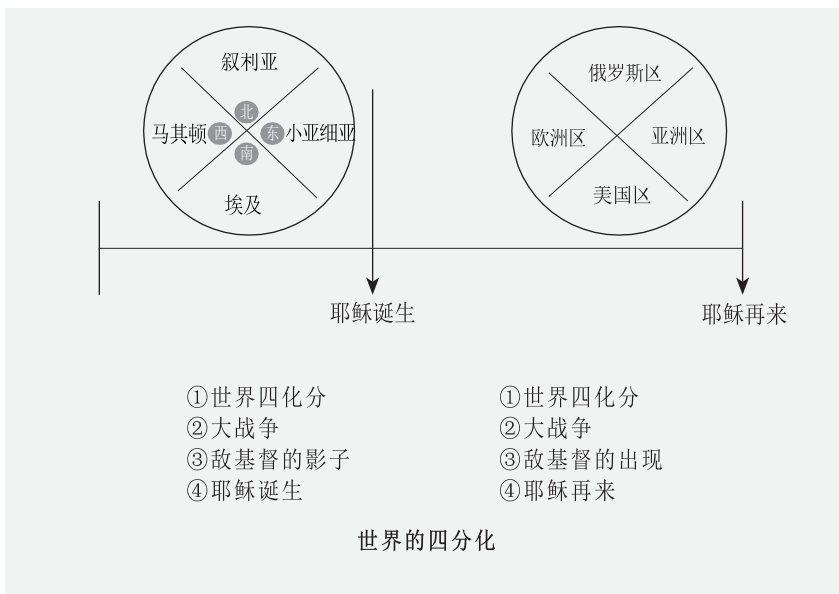 叙利亚
北
马其顿 西 东 小亚细亚
南
埃及
俄罗斯区
欧洲区 亚洲区
美国区
耶稣诞生
耶稣再来
①世界四化分
②大战争
③敌基督的影子
④耶稣诞生
①世界四化分
②大战争
③敌基督的出现
④耶稣再来
世界的四分化